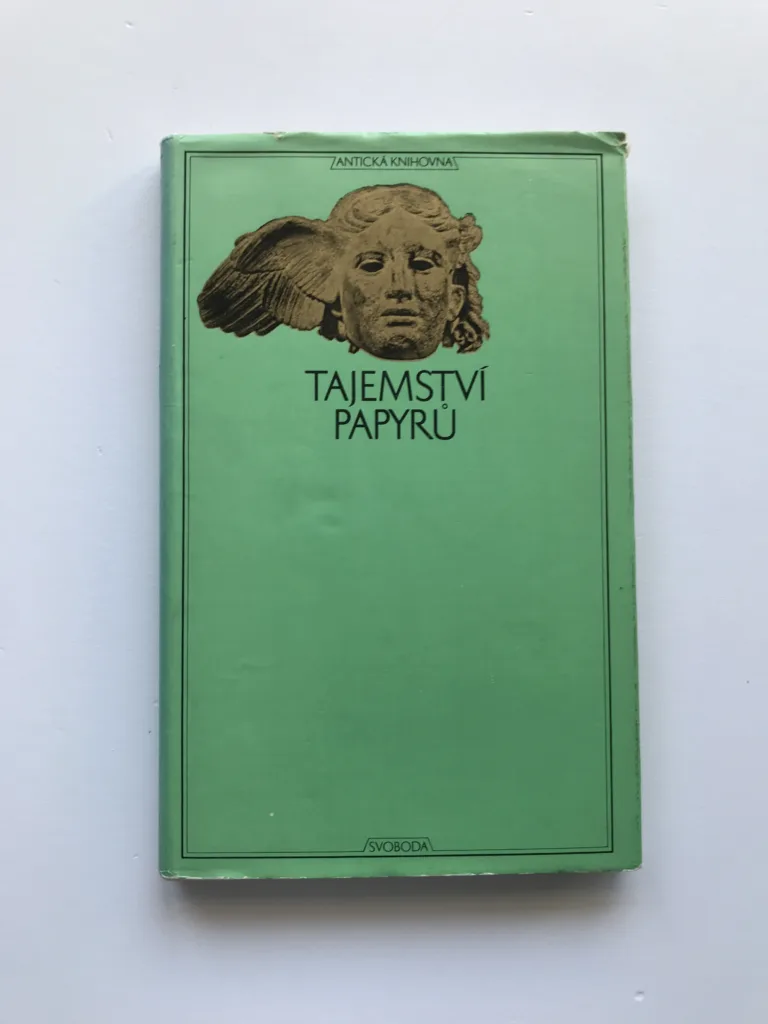 ANTICKÁ KNIHOVNA
TAJEMSTVÍ
PAPYRŮ
SVOBODA